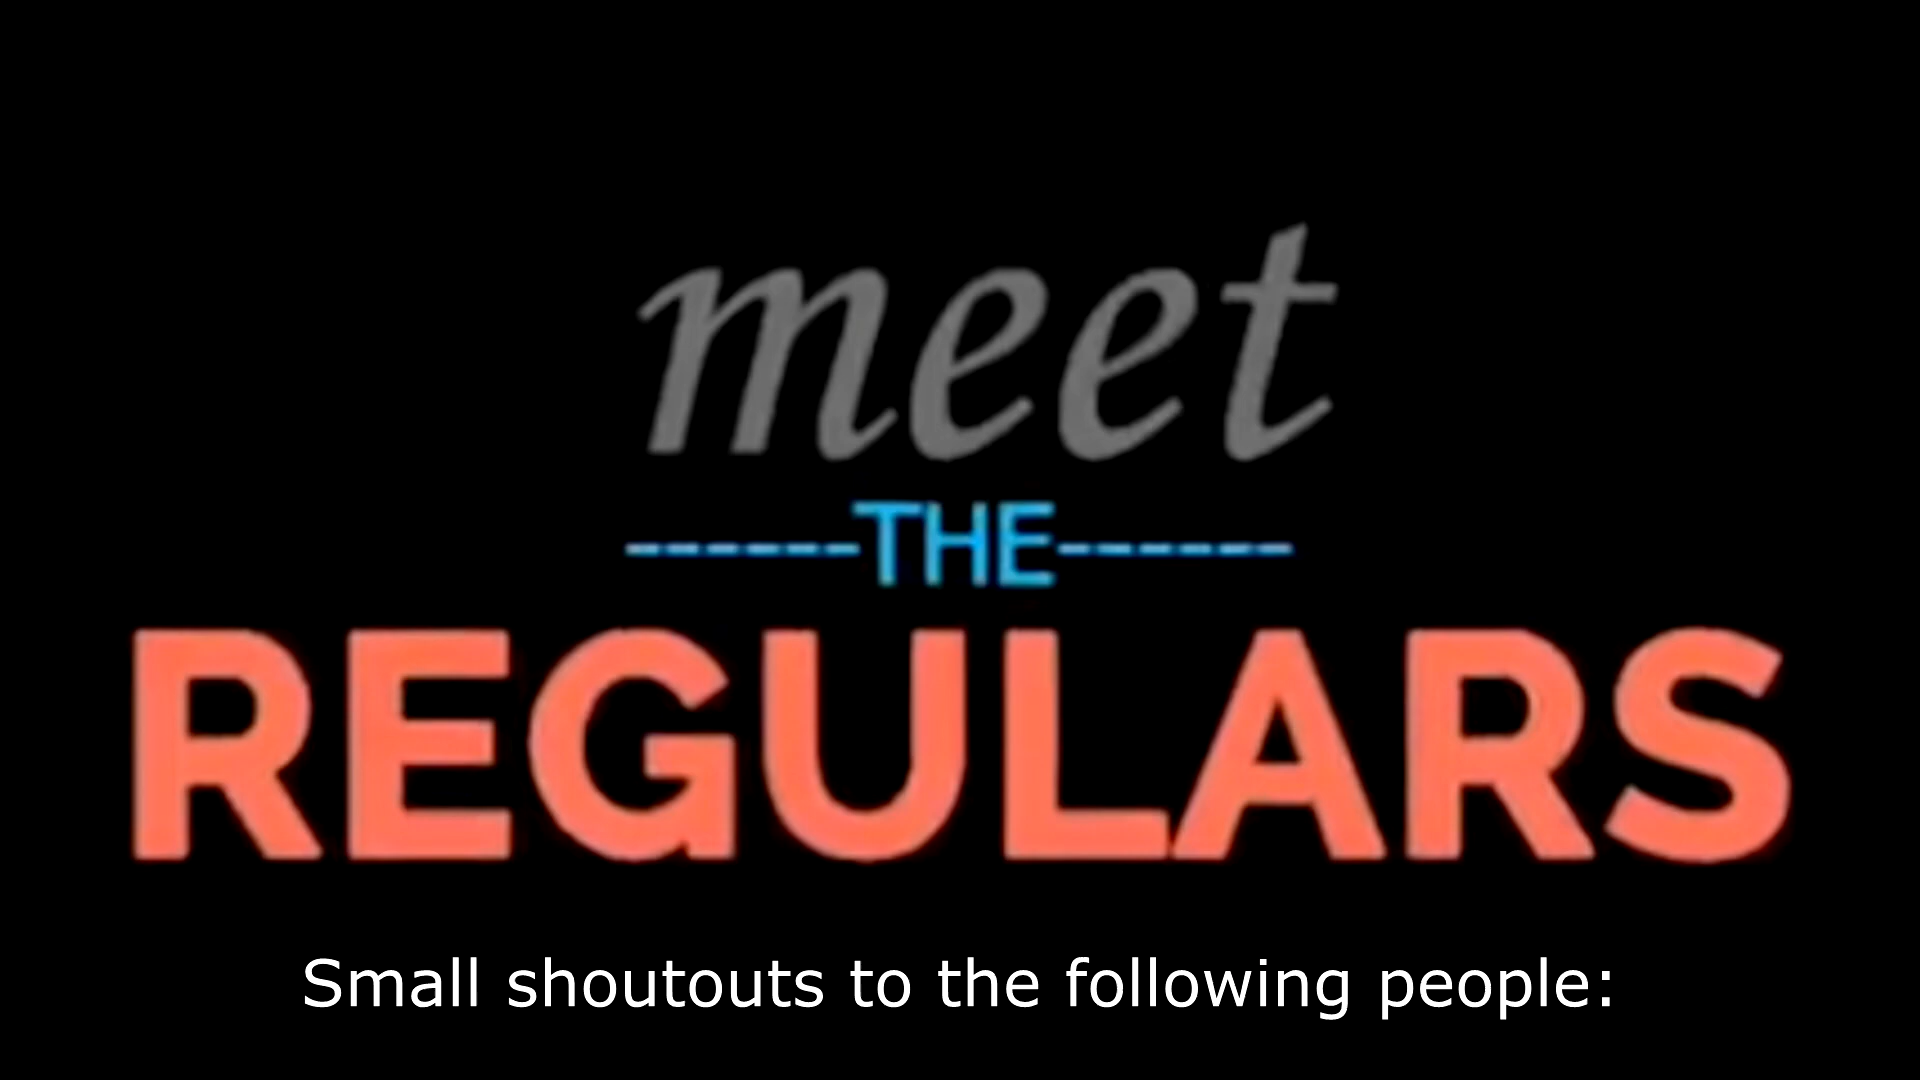 meet
------THE------
REGULARS
Small shoutouts to the following people: